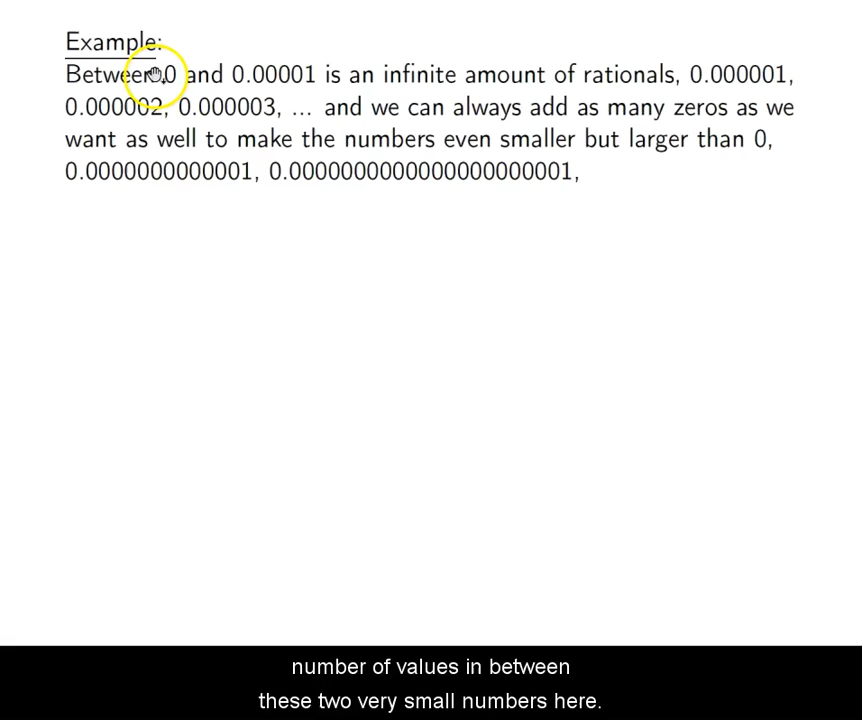 Example:
Between 0 and 0.00001 is an infinite amount of rationals, 0.000001,
0.000002, 0.000003, ... and we can always add as many zeros as we
want as well to make the numbers even smaller but larger than 0,
0.0000000000001, 0.0000000000000000000001,
number of values in between
these two very small numbers here.